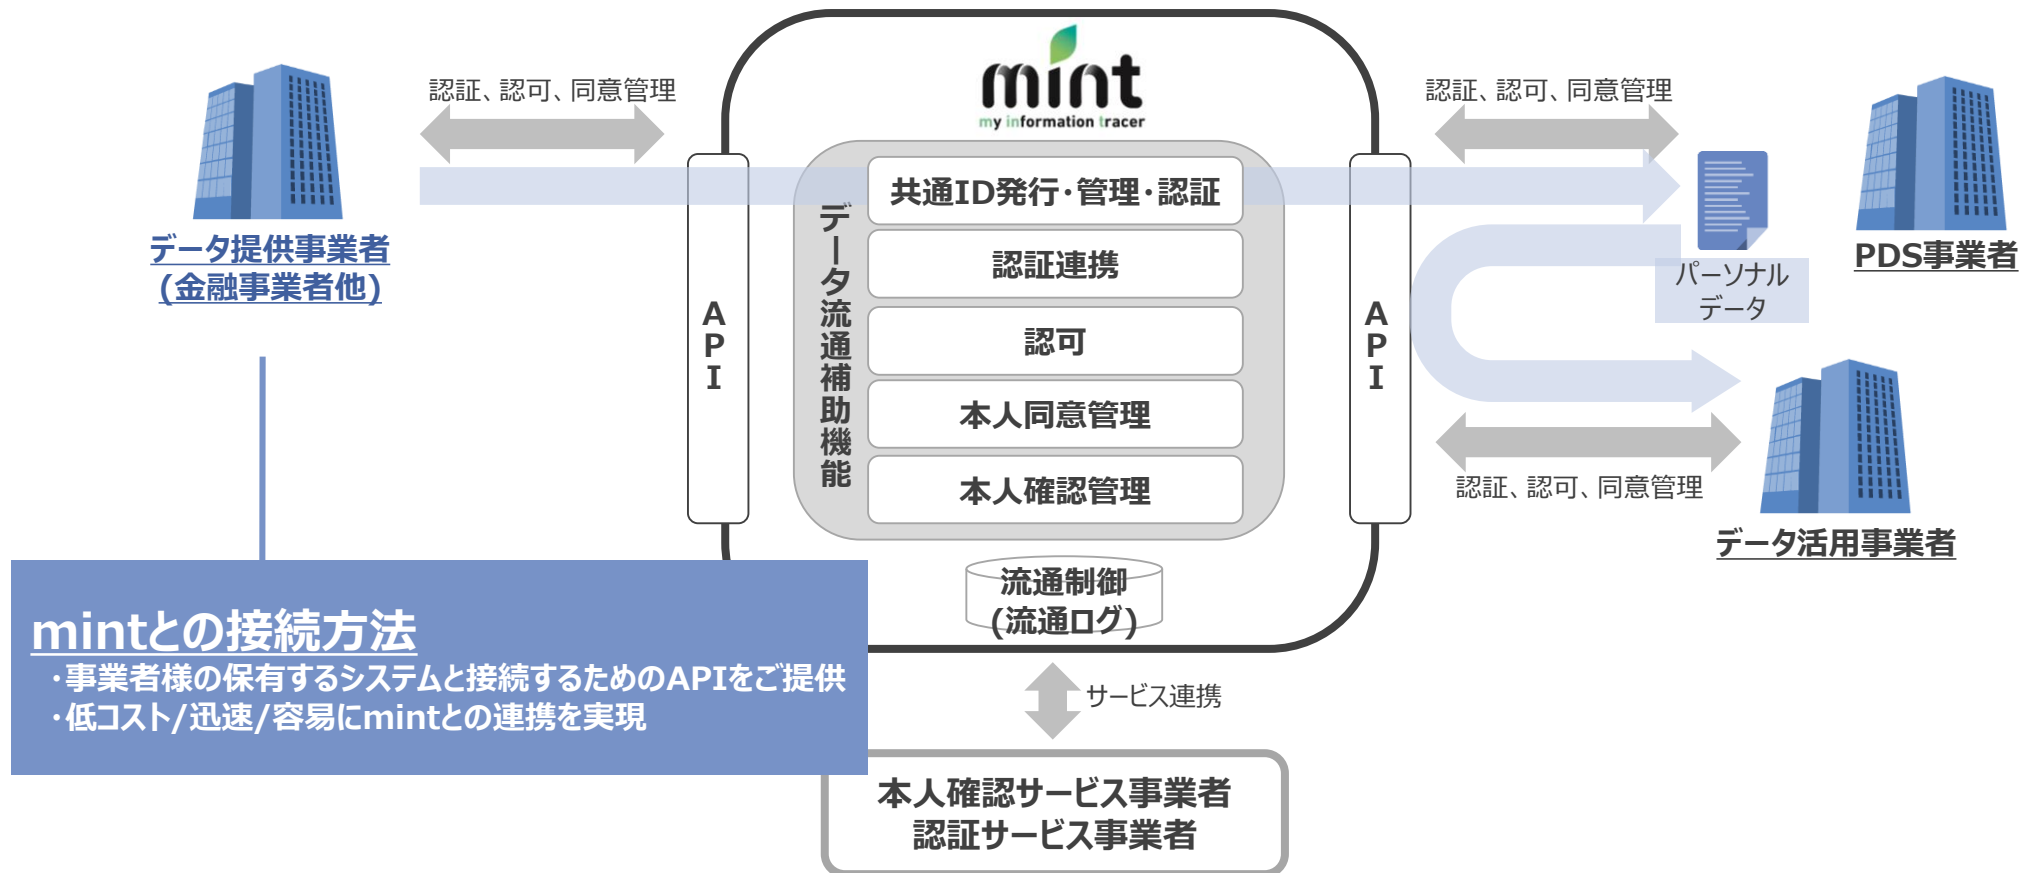 mint
my information tracer
認証、認可、同意管理
認証、認可、同意管理
データ提供事業者
(金融事業者他)
API
データ流通補助機能
共通ID発行・管理・認証
認証連携
認可
本人同意管理
本人確認管理
API
パーソナル
データ
PDS事業者
認証、認可、同意管理
データ活用事業者
流通制御
(流通ログ)
mintとの接続方法
・事業者様の保有するシステムと接続するためのAPIをご提供
・低コスト/迅速/容易にmintとの連携を実現
サービス連携
本人確認サービス事業者
認証サービス事業者